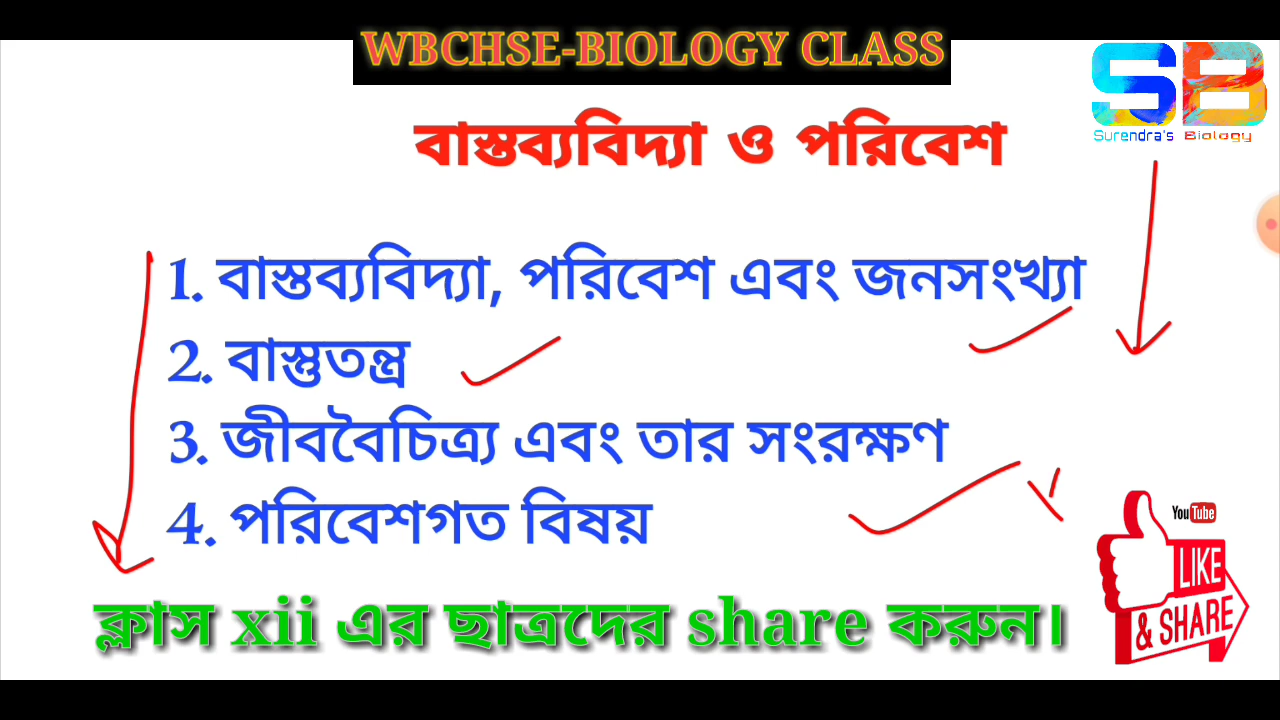 WBCHSE-BIOLOGY CLASS
SB
Surendra's Biology
বাস্তব্যবিদ্যা ও পরিবেশ
1. বাস্তব্যবিদ্যা, পরিবেশ এবং জনসংখ্যা
2. বাস্তুতন্ত্র
3. জীববৈচিত্র্য এবং তার সংরক্ষণ
4. পরিবেশগত বিষয়
YouTube
LIKE
& SHARE
ক্লাস xii এর ছাত্রদের share করুন।